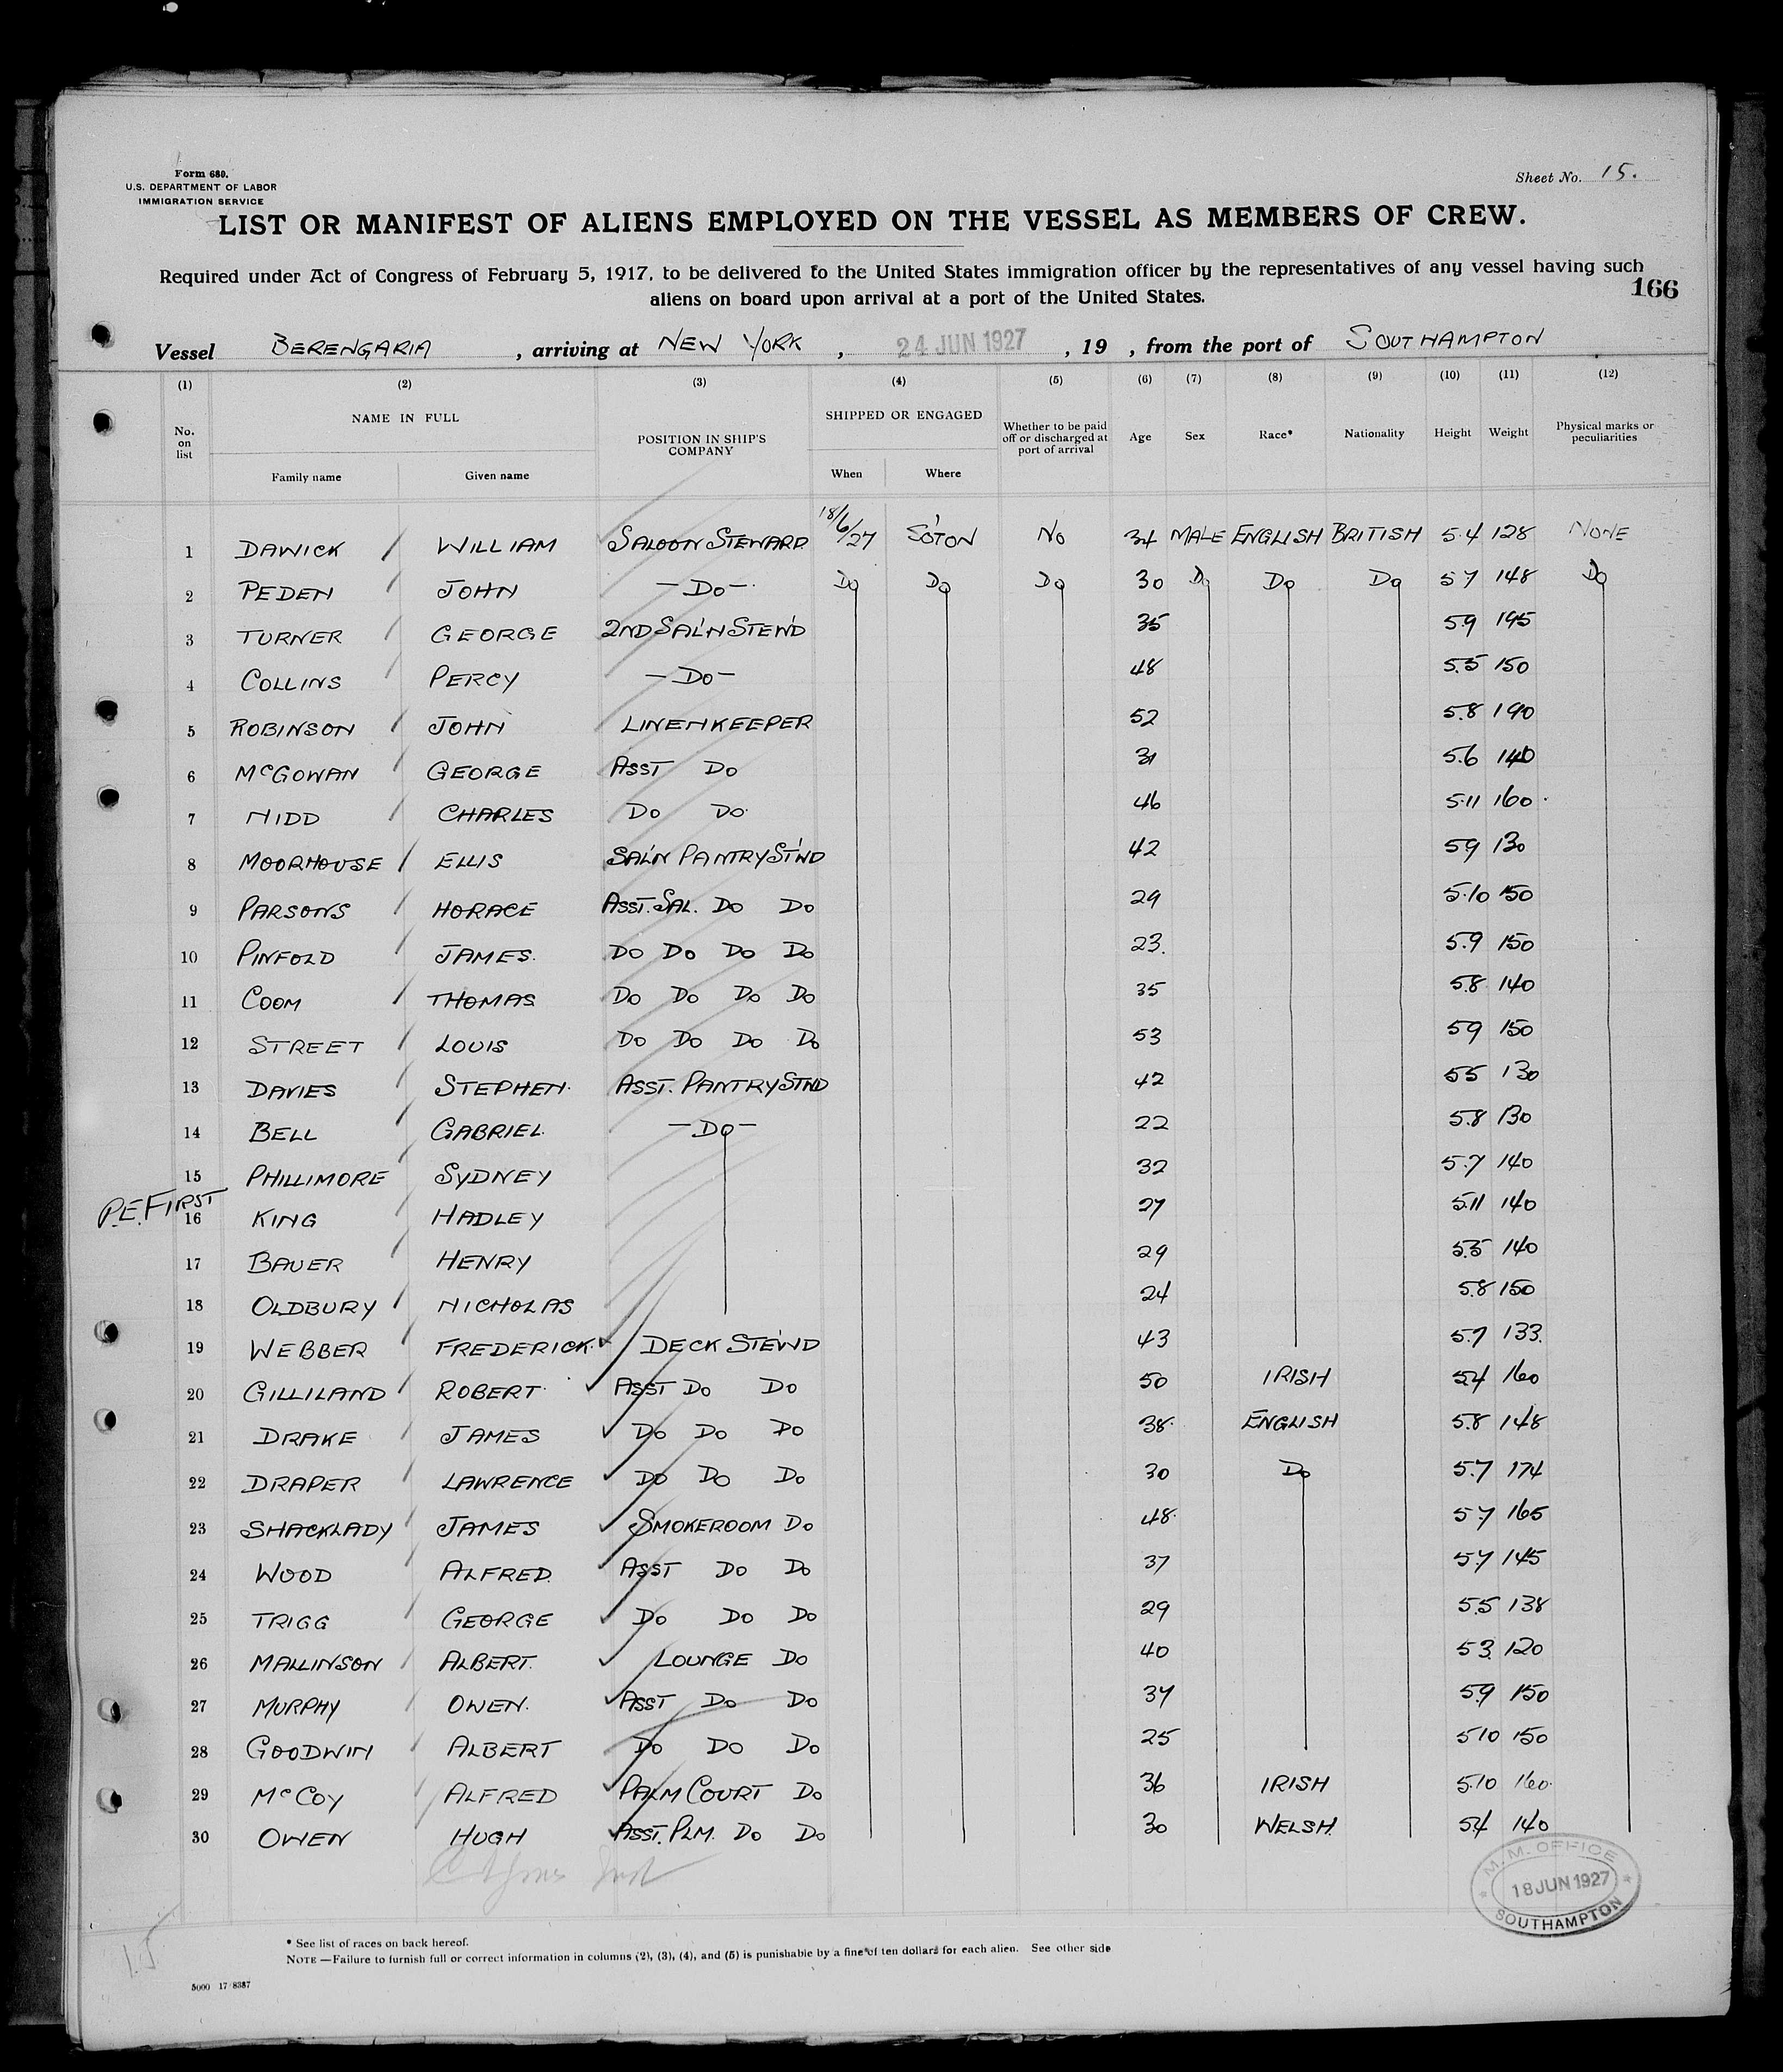 Form 680.
U.S. DEPARTMENT OF LABOR
IMMIGRATION SERVICE
Sheet No. 15.
LIST OR MANIFEST OF ALIENS EMPLOYED ON THE VESSEL AS MEMBERS OF CREW.
Required under Act of Congress of February 5, 1917, to be delivered to the United States immigration officer by the representatives of any vessel having such
aliens on board upon arrival at a port of the United States.
166
Vessel BERENGARIA, arriving at NEW YORK, 24 JUN 1927, 19 , from the port of SOUTHAMPTON
(1) (2) (3) (4) (5) (6) (7) (8) (9) (10) (11) (12)
No. on list NAME IN FULL Family name Given name POSITION IN SHIP'S COMPANY SHIPPED OR ENGAGED When Where Whether to be paid off or discharged at port of arrival Age Sex Race* Nationality Height Weight Physical marks or peculiarities
1 DAWICK WILLIAM SALOON STEWARD 18/6/27 S'OTON NO 34 MALE ENGLISH BRITISH 5.4 128 NONE
2 PEDEN JOHN - DO - DO DO DO 30 DO DO DO 5 7 148 DO
3 TURNER GEORGE 2ND SAL'N STEW'D 35 5.9 195
4 COLLINS PERCY - DO - 48 5.5 150
5 ROBINSON JOHN LINENKEEPER 52 5.8 190
6 McGOWAN GEORGE ASST DO 31 5.6 140
7 NIDD CHARLES DO DO 46 5.11 160
8 MOORHOUSE ELLIS SAL'N PANTRY ST'WD 42 5.9 130
9 PARSONS HORACE ASST. SAL. DO DO 29 5.10 150
10 PINFOLD JAMES. DO DO DO DO 23. 5.9 150
11 COOM THOMAS DO DO DO DO 35 5.8 140
12 STREET LOUIS DO DO DO DO 53 5.9 150
13 DAVIES STEPHEN. ASST. PANTRY STWD 42 5.5 130
14 BELL GABRIEL. - DO - 22 5.8 130
15 PHILLIMORE SYDNEY 32 5.7 140
P.E. FIRST
16 KING HADLEY 27 5.11 140
17 BAUER HENRY 29 5.5 140
18 OLDBURY NICHOLAS 24 5.8 150
19 WEBBER FREDERICK. DECK STEW'D 43 5.7 133.
20 GILLILAND ROBERT ASST DO DO 50 IRISH 5.4 160
21 DRAKE JAMES DO DO DO 38. ENGLISH 5.8 148
22 DRAPER LAWRENCE DO DO DO 30 DO 5.7 174
23 SHACKLADY JAMES SMOKEROOM DO 48. 5.7 165
24 WOOD ALFRED. ASST DO DO 37 5.7 145
25 TRIGG GEORGE DO DO DO 29 5.5 138
26 MALLINSON ALBERT. LOUNGE DO 40 5.3 120
27 MURPHY OWEN. ASST DO DO 37 5.9 150
28 GOODWIN ALBERT DO DO DO 25 5 10 150
29 McCOY ALFRED PALM COURT DO 36 IRISH 5.10 160.
30 OWEN HUGH ASST. PLM. DO DO 30 WELSH. 5.4 140
M.M. OFFICE
18 JUN 1927
SOUTHAMPTON
15
* See list of races on back hereof.
NOTE—Failure to furnish full or correct information in columns (2), (3), (4), and (5) is punishable by a fine of ten dollars for each alien. See other side
5000 17/8387